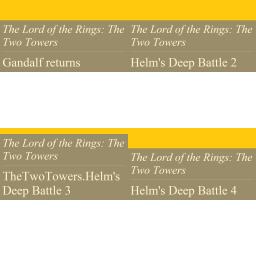 The Lord of the Rings: The
Two Towers
Gandalf returns
The Lord of the Rings: The
Two Towers
Helm's Deep Battle 2
The Lord of the Rings: The
Two Towers
TheTwoTowers.Helm's
Deep Battle 3
The Lord of the Rings: The
Two Towers
Helm's Deep Battle 4